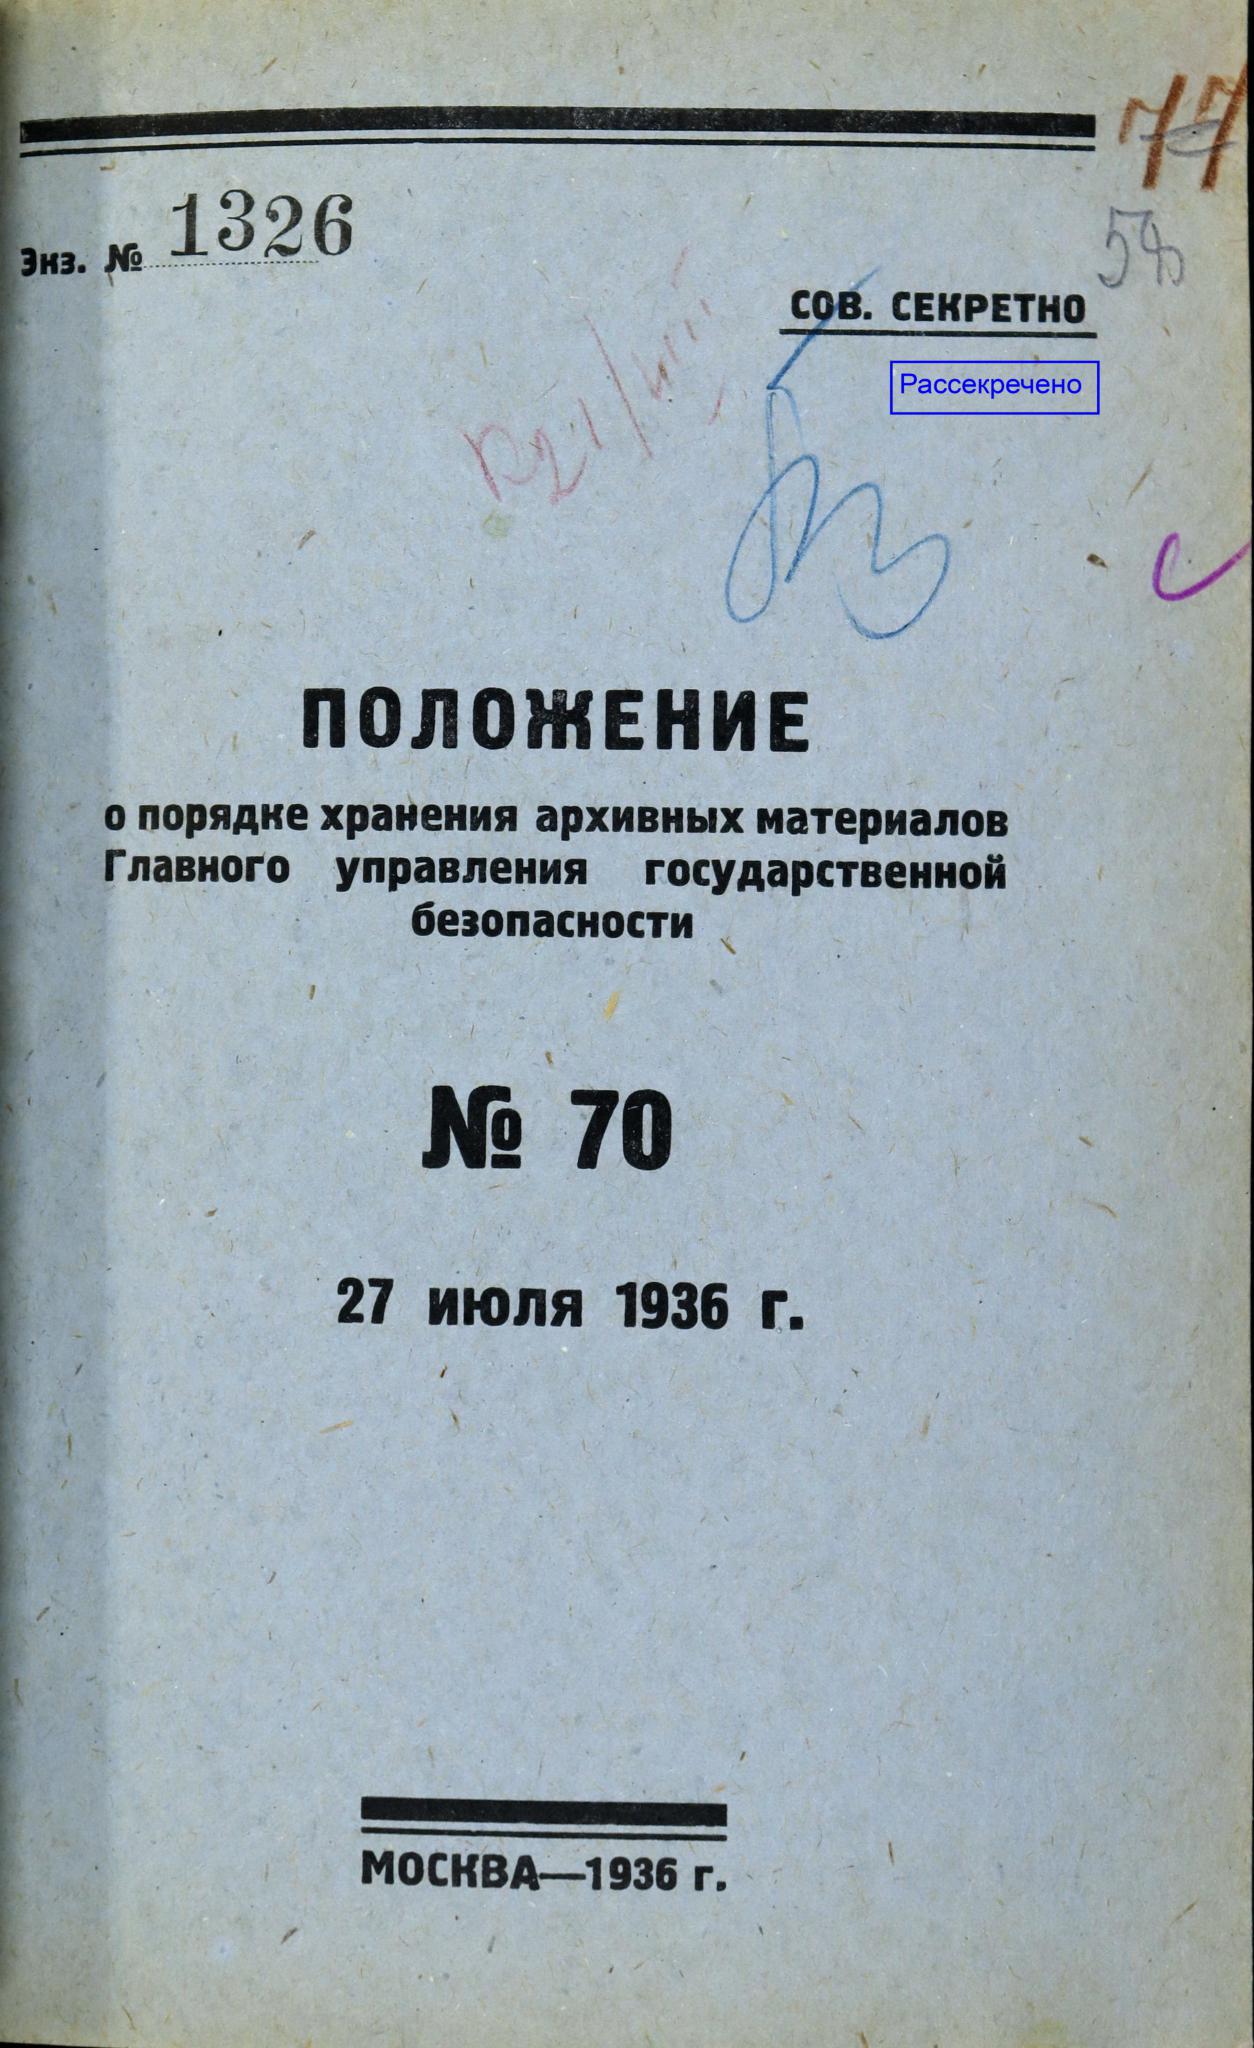 77
Экз. № 1326
СОВ. СЕКРЕТНО
Рассекречено
ПОЛОЖЕНИЕ
о порядке хранения архивных материалов
Главного управления государственной
безопасности
№ 70
27 июля 1936 г.
МОСКВА—1936 г.